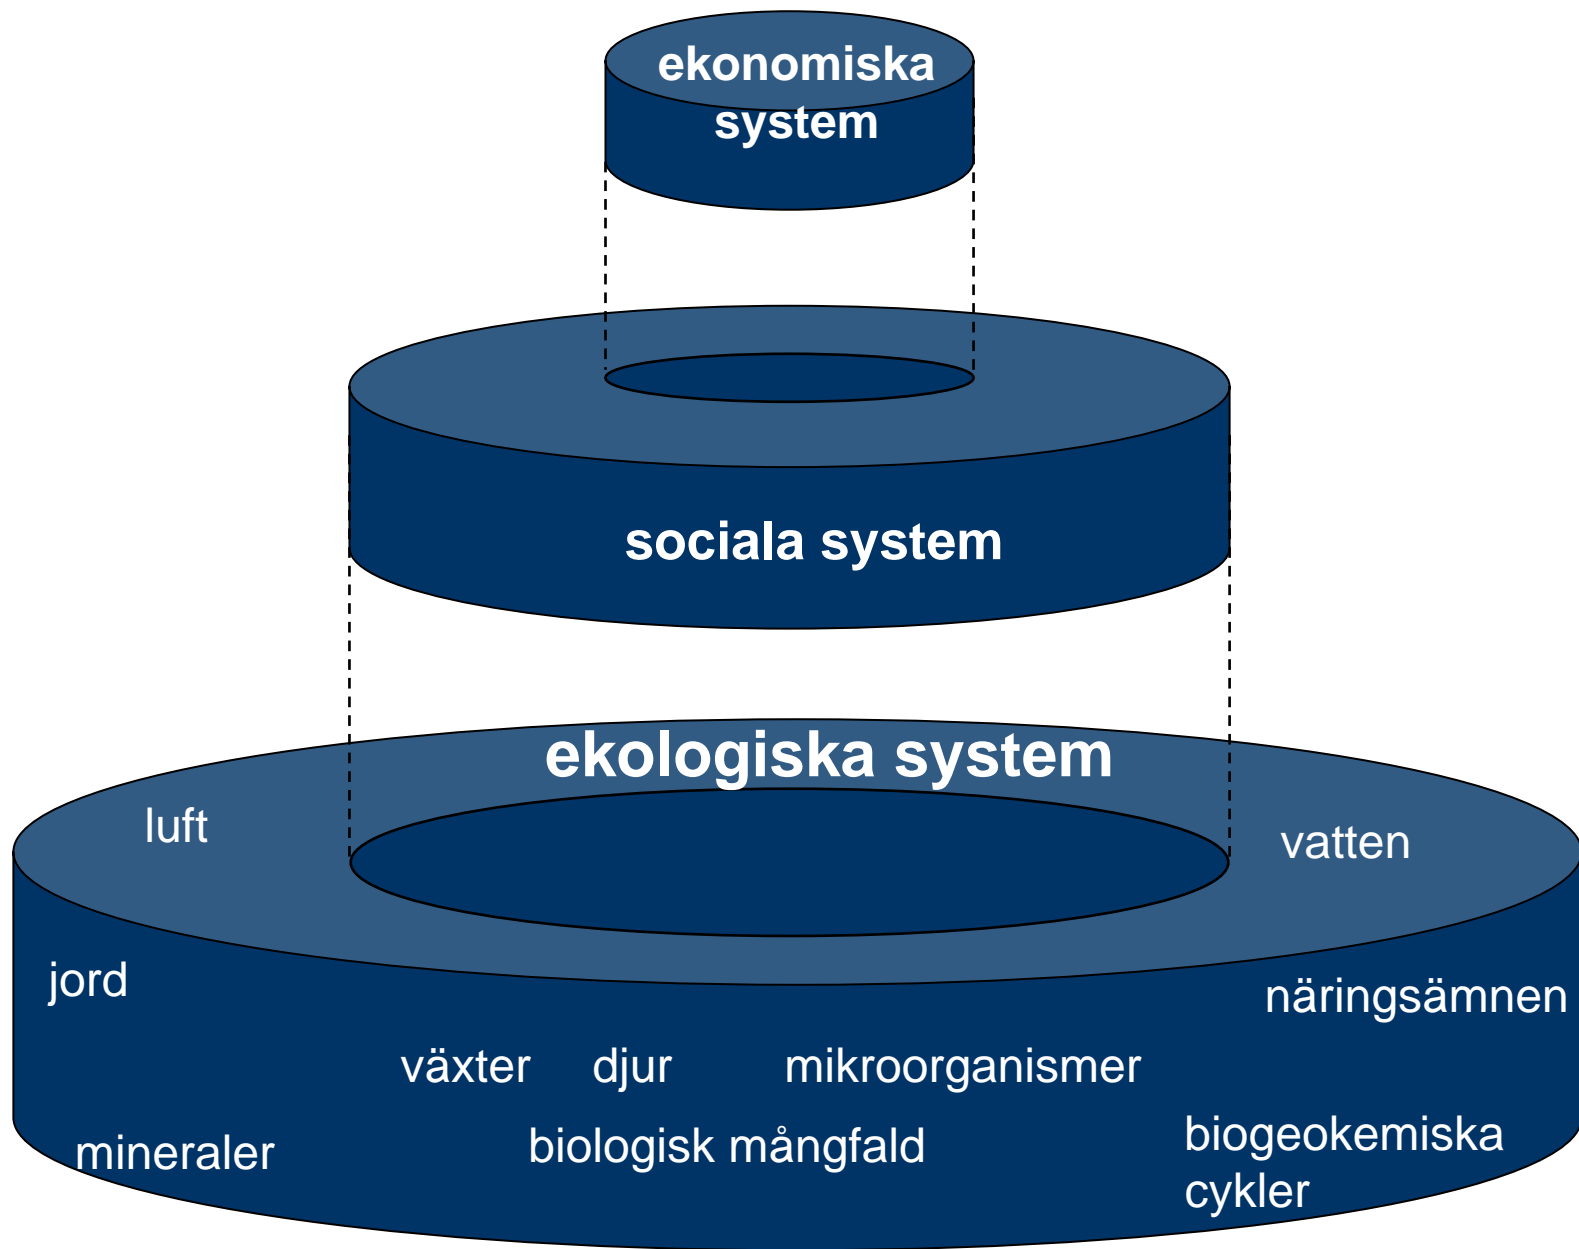 ekonomiska
system
sociala system
ekologiska system
luft
vatten
jord
näringsämnen
växter djur mikroorganismer
mineraler
biologisk mångfald
biogeokemiska
cykler